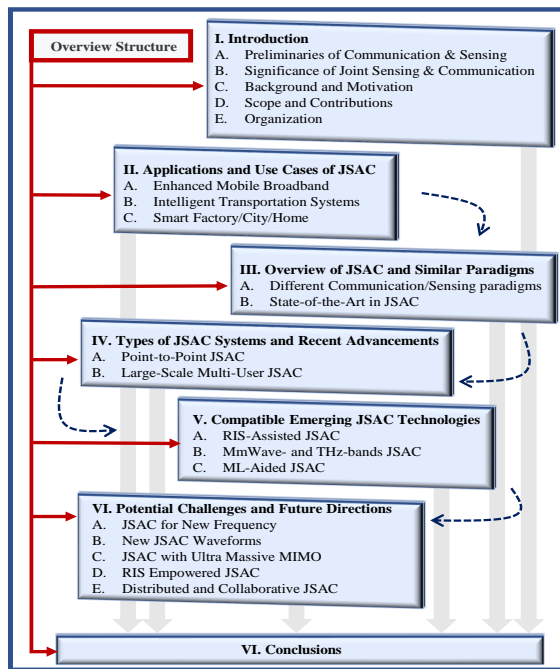 Overview Structure
I. Introduction
A. Preliminaries of Communication & Sensing
B. Significance of Joint Sensing & Communication
C. Background and Motivation
D. Scope and Contributions
E. Organization
II. Applications and Use Cases of JSAC
A. Enhanced Mobile Broadband
B. Intelligent Transportation Systems
C. Smart Factory/City/Home
III. Overview of JSAC and Similar Paradigms
A. Different Communication/Sensing paradigms
B. State-of-the-Art in JSAC
IV. Types of JSAC Systems and Recent Advancements
A. Point-to-Point JSAC
B. Large-Scale Multi-User JSAC
V. Compatible Emerging JSAC Technologies
A. RIS-Assisted JSAC
B. MmWave- and THz-bands JSAC
C. ML-Aided JSAC
VI. Potential Challenges and Future Directions
A. JSAC for New Frequency
B. New JSAC Waveforms
C. JSAC with Ultra Massive MIMO
D. RIS Empowered JSAC
E. Distributed and Collaborative JSAC
VI. Conclusions